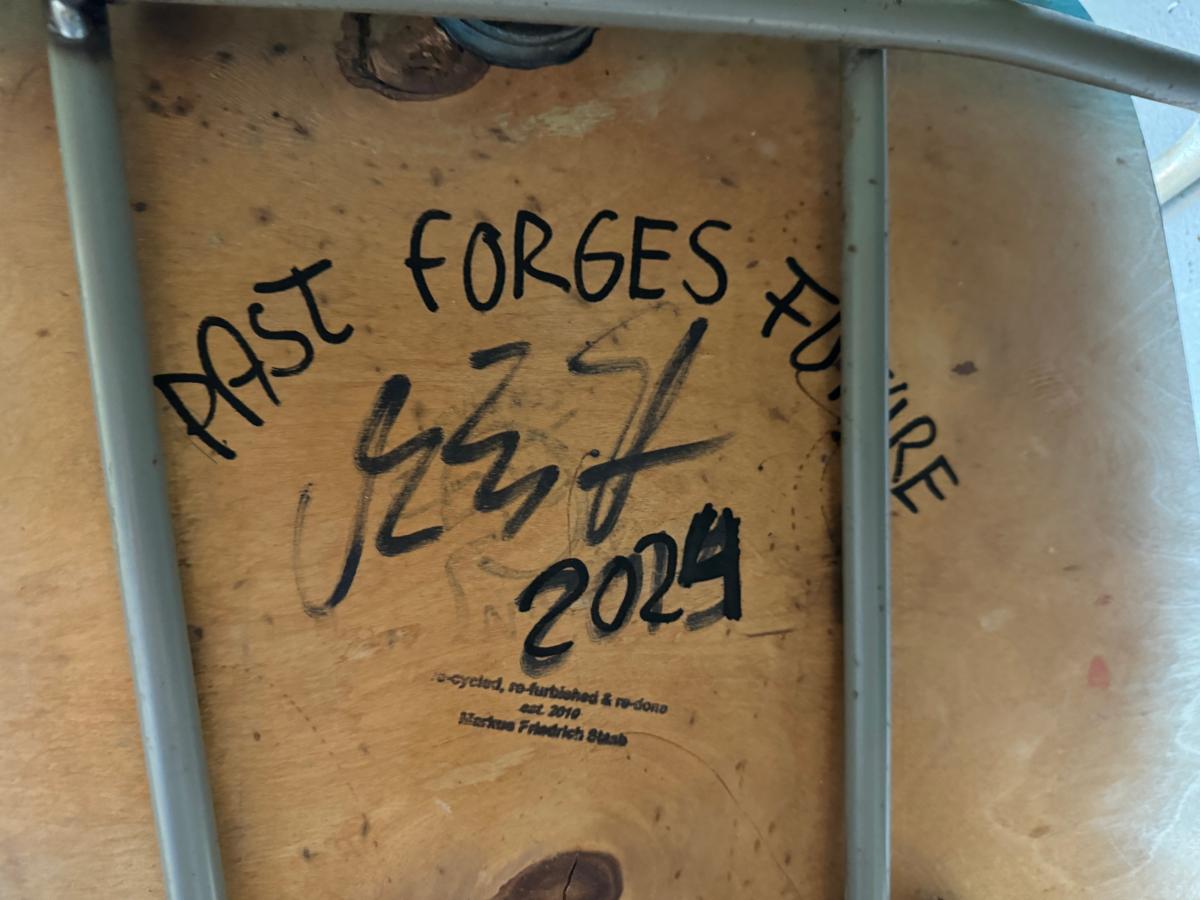 PAST FORGES FUTURE
2024
re-cycled, re-furbished & re-done
est. 2010
Markus Friedrich Staab